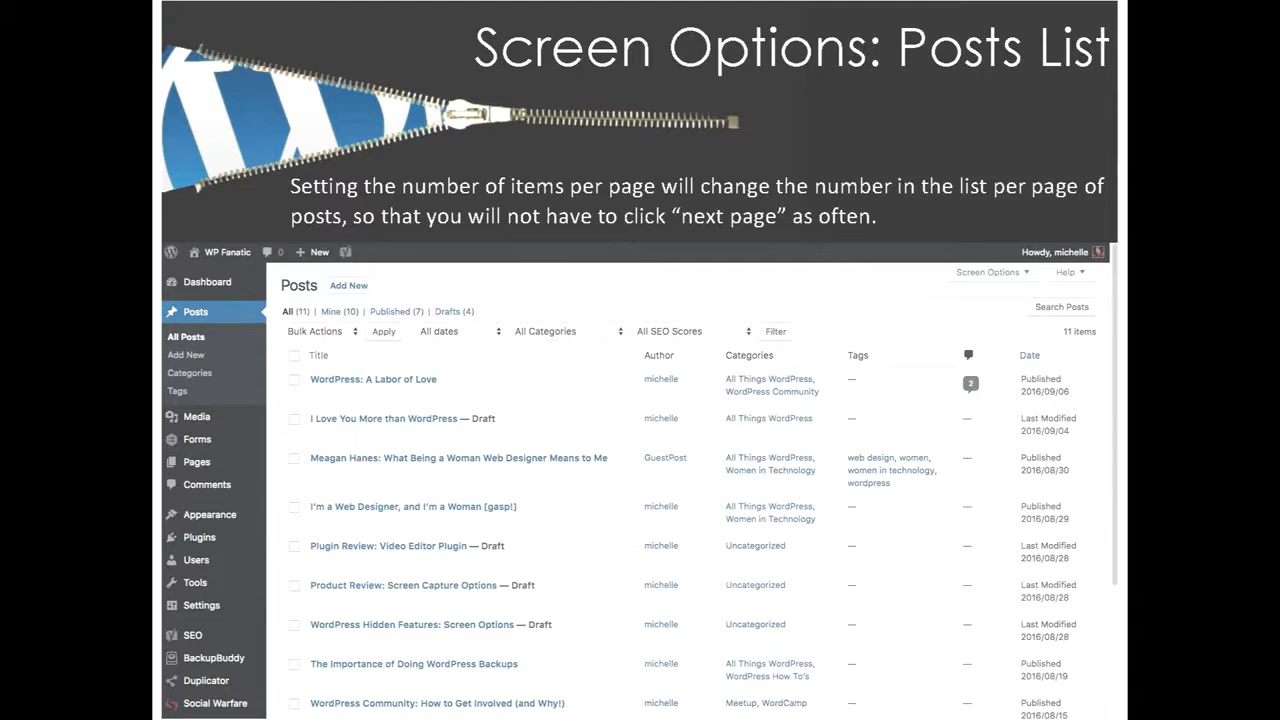 Screen Options: Posts List
Setting the number of items per page will change the number in the list per page of
posts, so that you will not have to click “next page” as often.
WP Fanatic 0 + New Howdy, michelle
Dashboard
Posts
All Posts
Add New
Categories
Tags
Media
Forms
Pages
Comments
Appearance
Plugins
Users
Tools
Settings
SEO
BackupBuddy
Duplicator
Social Warfare
Screen Options Help
Posts Add New
All (11) | Mine (10) | Published (7) | Drafts (4)
Search Posts
Bulk Actions Apply All dates All Categories All SEO Scores Filter 11 items
Title Author Categories Tags Date
WordPress: A Labor of Love michelle All Things WordPress, — 2 Published
WordPress Community 2016/09/06
I Love You More than WordPress — Draft michelle All Things WordPress — — Last Modified
2016/09/04
Meagan Hanes: What Being a Woman Web Designer Means to Me GuestPost All Things WordPress, web design, women, — Published
Women in Technology women in technology, 2016/08/30
wordpress
I'm a Web Designer, and I'm a Woman [gasp!] michelle All Things WordPress, — — Published
Women in Technology 2016/08/29
Plugin Review: Video Editor Plugin — Draft michelle Uncategorized — — Last Modified
2016/08/28
Product Review: Screen Capture Options — Draft michelle Uncategorized — — Last Modified
2016/08/28
WordPress Hidden Features: Screen Options — Draft michelle Uncategorized — — Last Modified
2016/08/28
The Importance of Doing WordPress Backups michelle All Things WordPress, — — Published
WordPress How To's 2016/08/19
WordPress Community: How to Get Involved (and Why!) michelle Meetup, WordCamp — — Published
2016/08/15